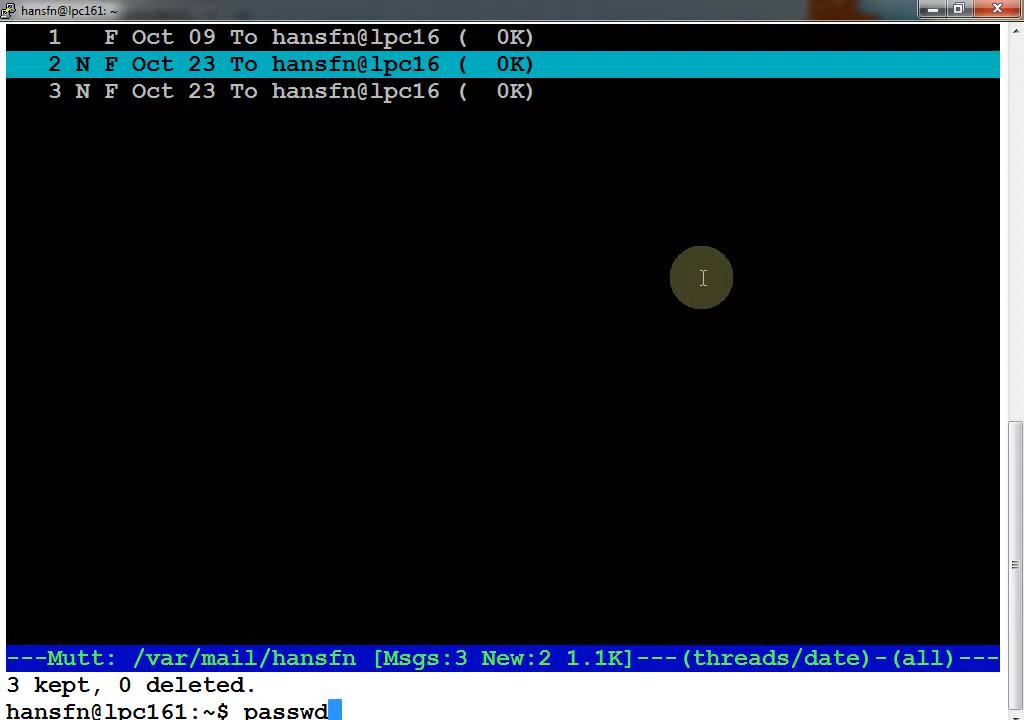 hansfn@lpc161: ~
1   F Oct 09 To hansfn@lpc16 (  0K)
2 N F Oct 23 To hansfn@lpc16 (  0K)
3 N F Oct 23 To hansfn@lpc16 (  0K)
---Mutt: /var/mail/hansfn [Msgs:3 New:2 1.1K]---(threads/date)-(all)---
3 kept, 0 deleted.
hansfn@lpc161:~$ passwd